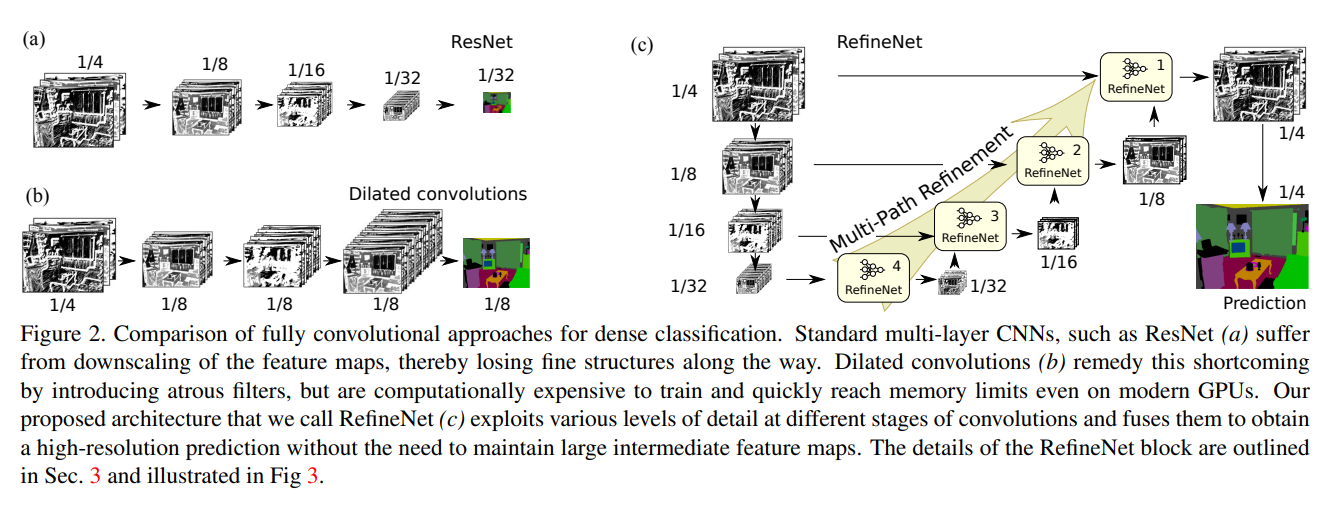 (a)
ResNet
1/4
1/8
1/16
1/32
1/32
(b)
Dilated convolutions
1/4
1/8
1/8
1/8
1/8
(c)
RefineNet
1/4
1/8
1/16
1/32
Multi-Path Refinement
4
RefineNet
1/32
3
RefineNet
1/16
2
RefineNet
1/8
1
RefineNet
1/4
1/4
Prediction
Figure 2. Comparison of fully convolutional approaches for dense classification. Standard multi-layer CNNs, such as ResNet (a) suffer
from downscaling of the feature maps, thereby losing fine structures along the way. Dilated convolutions (b) remedy this shortcoming
by introducing atrous filters, but are computationally expensive to train and quickly reach memory limits even on modern GPUs. Our
proposed architecture that we call RefineNet (c) exploits various levels of detail at different stages of convolutions and fuses them to obtain
a high-resolution prediction without the need to maintain large intermediate feature maps. The details of the RefineNet block are outlined
in Sec. 3 and illustrated in Fig 3.